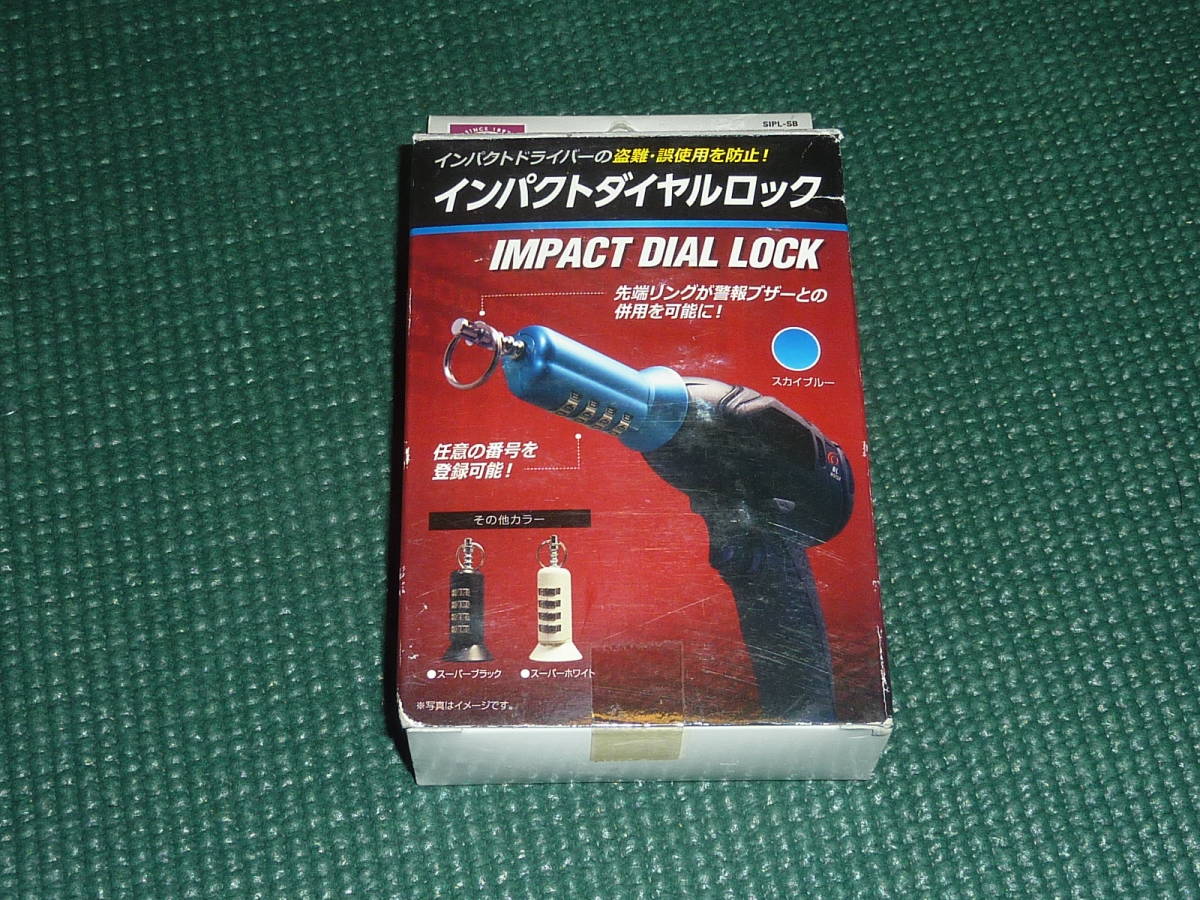 SIPL-SB
インパクトドライバーの盗難・誤使用を防止！
インパクトダイヤルロック
IMPACT DIAL LOCK
先端リングが警報ブザーとの
併用を可能に！
スカイブルー
任意の番号を
登録可能！
その他カラー
●スーパーブラック
●スーパーホワイト
※写真はイメージです。